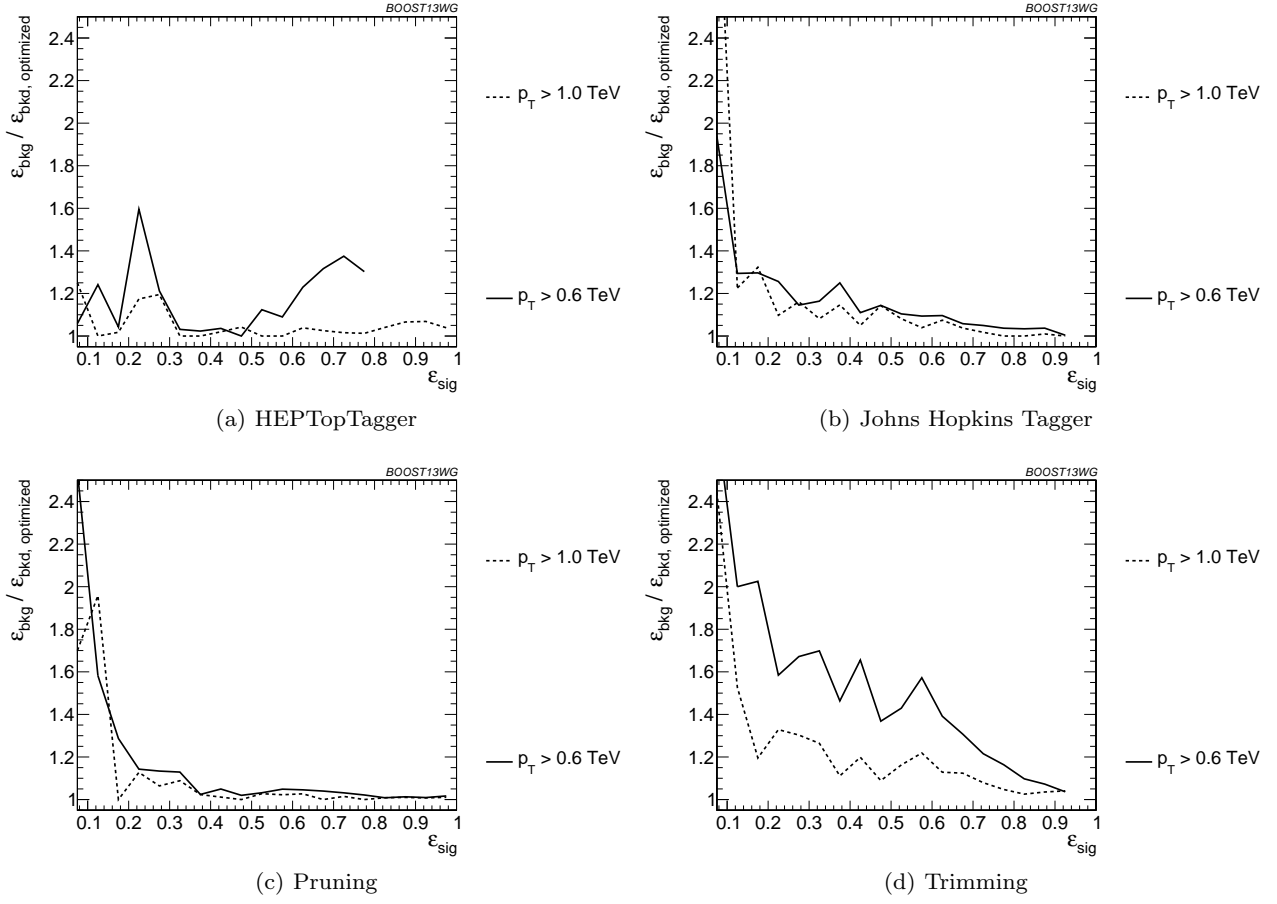 BOOST13WG
ε_bkg / ε_bkd, optimized
2.4
2.2
2
1.8
1.6
1.4
1.2
1
0.1 0.2 0.3 0.4 0.5 0.6 0.7 0.8 0.9 1
ε_sig
p_T > 1.0 TeV
p_T > 0.6 TeV
(a) HEPTopTagger
BOOST13WG
ε_bkg / ε_bkd, optimized
2.4
2.2
2
1.8
1.6
1.4
1.2
1
0.1 0.2 0.3 0.4 0.5 0.6 0.7 0.8 0.9 1
ε_sig
p_T > 1.0 TeV
p_T > 0.6 TeV
(b) Johns Hopkins Tagger
BOOST13WG
ε_bkg / ε_bkd, optimized
2.4
2.2
2
1.8
1.6
1.4
1.2
1
0.1 0.2 0.3 0.4 0.5 0.6 0.7 0.8 0.9 1
ε_sig
p_T > 1.0 TeV
p_T > 0.6 TeV
(c) Pruning
BOOST13WG
ε_bkg / ε_bkd, optimized
2.4
2.2
2
1.8
1.6
1.4
1.2
1
0.1 0.2 0.3 0.4 0.5 0.6 0.7 0.8 0.9 1
ε_sig
p_T > 1.0 TeV
p_T > 0.6 TeV
(d) Trimming